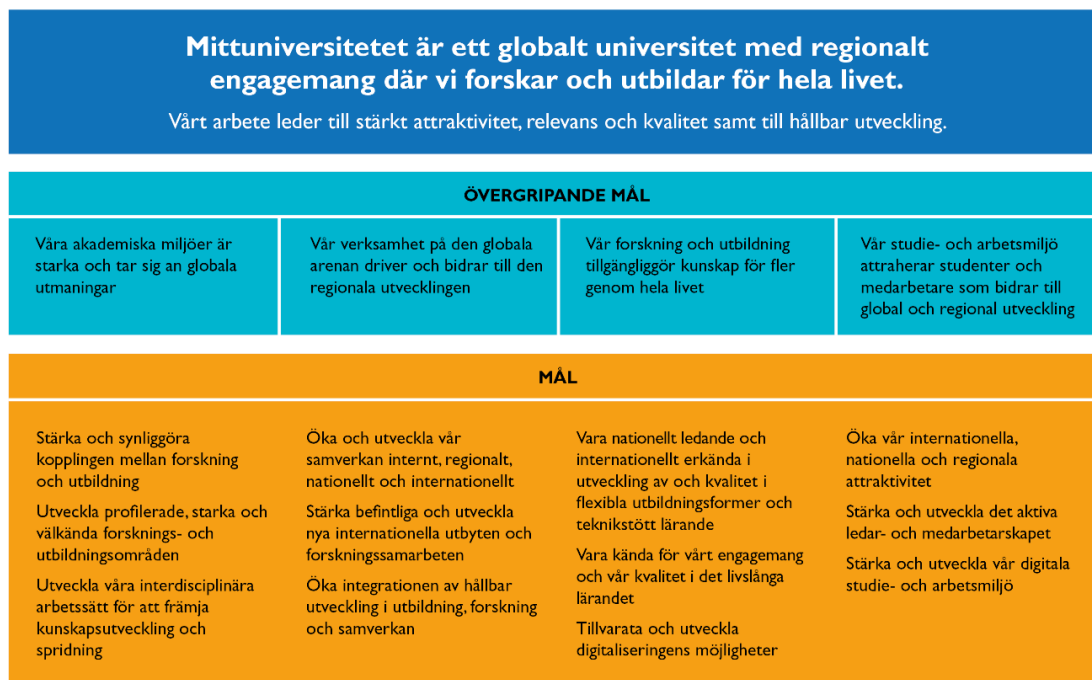 Mittuniversitetet är ett globalt universitet med regionalt
engagemang där vi forskar och utbildar för hela livet.
Vårt arbete leder till stärkt attraktivitet, relevans och kvalitet samt till hållbar utveckling.
ÖVERGRIPANDE MÅL
Våra akademiska miljöer är
starka och tar sig an globala
utmaningar
Vår verksamhet på den globala
arenan driver och bidrar till den
regionala utvecklingen
Vår forskning och utbildning
tillgängliggör kunskap för fler
genom hela livet
Vår studie- och arbetsmiljö
attraherar studenter och
medarbetare som bidrar till
global och regional utveckling
MÅL
Stärka och synliggöra
kopplingen mellan forskning
och utbildning
Utveckla profilerade, starka och
välkända forsknings- och
utbildningsområden
Utveckla våra interdisciplinära
arbetssätt för att främja
kunskapsutveckling och
spridning
Öka och utveckla vår
samverkan internt, regionalt,
nationellt och internationellt
Stärka befintliga och utveckla
nya internationella utbyten och
forskningssamarbeten
Öka integrationen av hållbar
utveckling i utbildning, forskning
och samverkan
Vara nationellt ledande och
internationellt erkända i
utveckling av och kvalitet i
flexibla utbildningsformer och
teknikstött lärande
Vara kända för vårt engagemang
och vår kvalitet i det livslånga
lärandet
Tillvarata och utveckla
digitaliseringens möjligheter
Öka vår internationella,
nationella och regionala
attraktivitet
Stärka och utveckla det aktiva
ledar- och medarbetarskapet
Stärka och utveckla vår digitala
studie- och arbetsmiljö